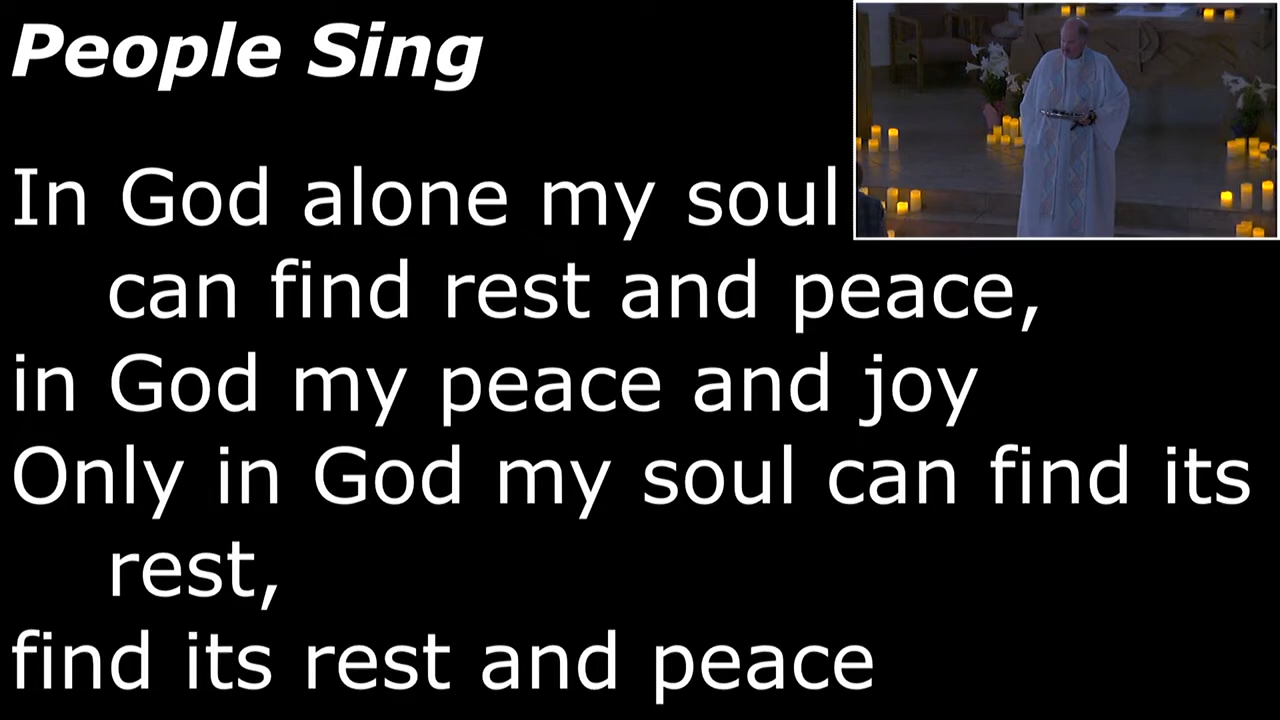 People Sing
In God alone my soul
can find rest and peace,
in God my peace and joy
Only in God my soul can find its
rest,
find its rest and peace